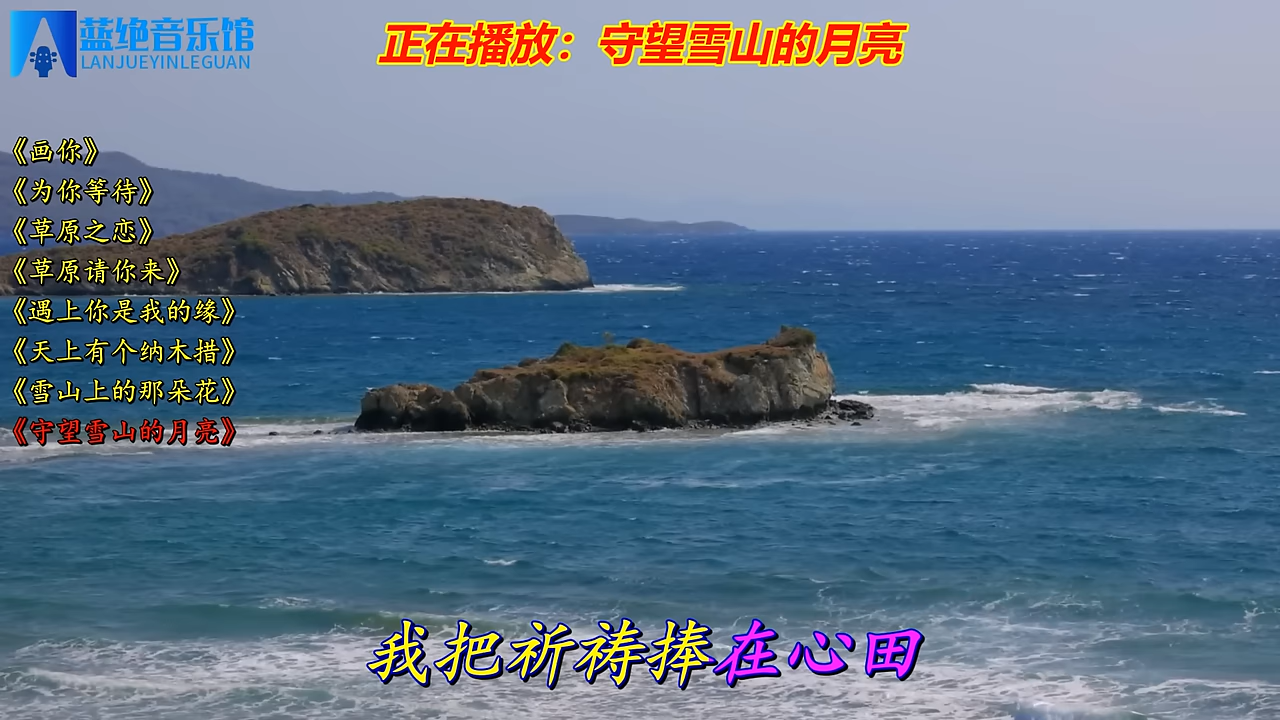 蓝绝音乐馆
LANJUEYINLEGUAN
正在播放：守望雪山的月亮
《画你》
《为你等待》
《草原之恋》
《草原请你来》
《遇上你是我的缘》
《天上有个纳木措》
《雪山上的那朵花》
《守望雪山的月亮》
我把祈祷捧在心田